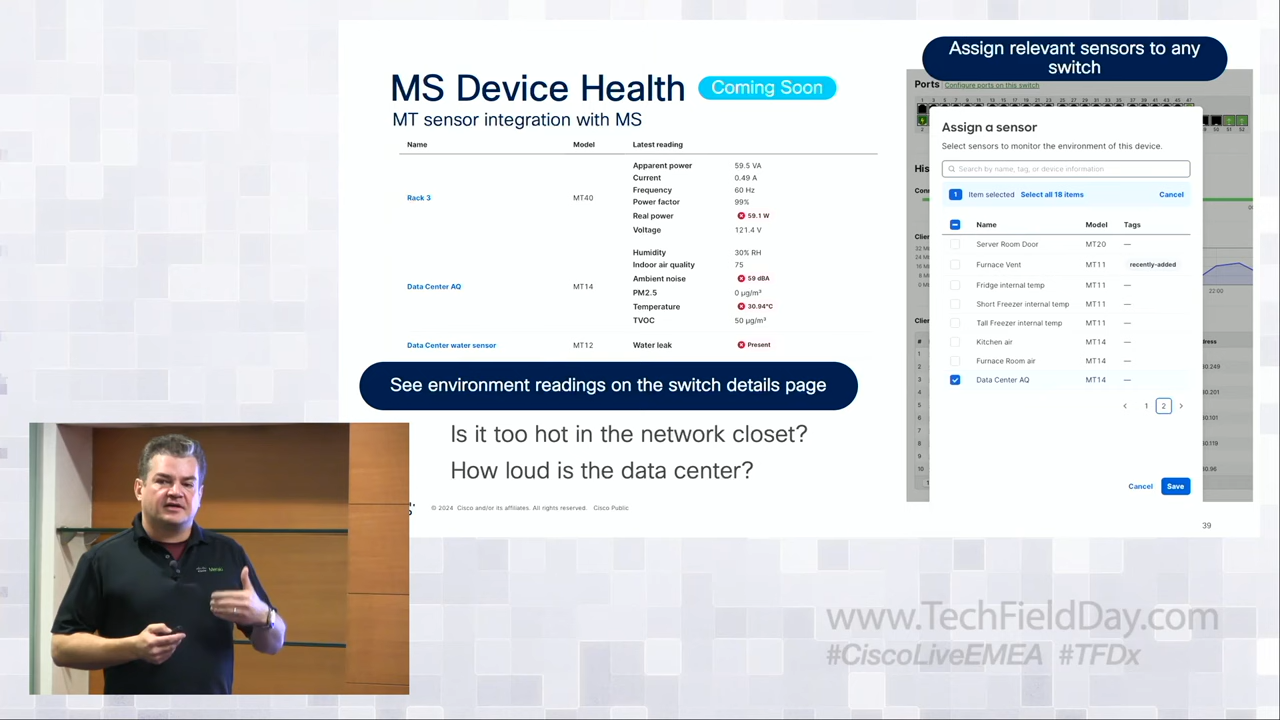 MS Device Health
Coming Soon
MT sensor integration with MS
Name Model Latest reading
Rack 3 MT40
Apparent power 59.5 VA
Current 0.49 A
Frequency 60 Hz
Power factor 99%
Real power 59.1 W
Voltage 121.4 V
Data Center AQ MT14
Humidity 30% RH
Indoor air quality 75
Ambient noise 59 dBA
PM2.5 0 µg/m³
Temperature 30.94°C
TVOC 50 µg/m³
Data Center water sensor MT12 Water leak Present
See environment readings on the switch details page
Is it too hot in the network closet?
How loud is the data center?
© 2024 Cisco and/or its affiliates. All rights reserved. Cisco Public
Assign relevant sensors to any
switch
Ports Configure ports on this switch
Assign a sensor
Select sensors to monitor the environment of this device.
Search by name, tag, or device information
1 Item selected Select all 18 items Cancel
Name Model Tags
Server Room Door MT20 —
Furnace Vent MT11 recently-added
Fridge internal temp MT11 —
Short Freezer internal temp MT11 —
Tall Freezer internal temp MT11 —
Kitchen air MT14 —
Furnace Room air MT14 —
Data Center AQ MT14 —
< 1 2 >
Cancel Save
22:00
39
www.TechFieldDay.com
#CiscoLiveEMEA #TFDx